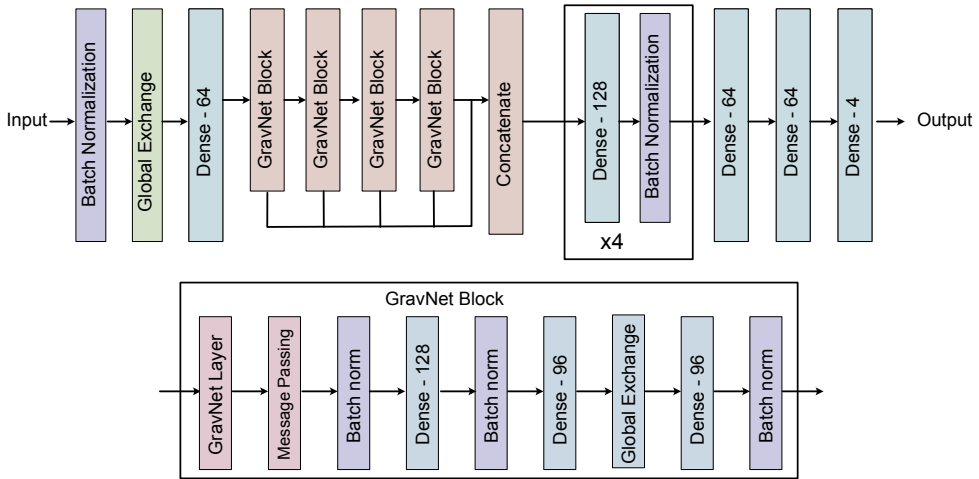 Input
Batch Normalization
Global Exchange
Dense - 64
GravNet Block
GravNet Block
GravNet Block
GravNet Block
Concatenate
Dense - 128
Batch Normalization
x4
Dense - 64
Dense - 64
Dense - 4
Output
GravNet Block
GravNet Layer
Message Passing
Batch norm
Dense - 128
Batch norm
Dense - 96
Global Exchange
Dense - 96
Batch norm